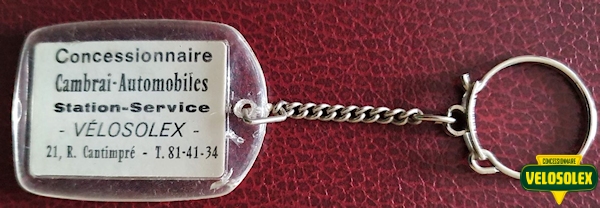 Concessionnaire
Cambrai-Automobiles
Station-Service
- VÉLOSOLEX -
21, R. Cantimpré - T. 81-41-34
CONCESSIONNAIRE
VELOSOLEX